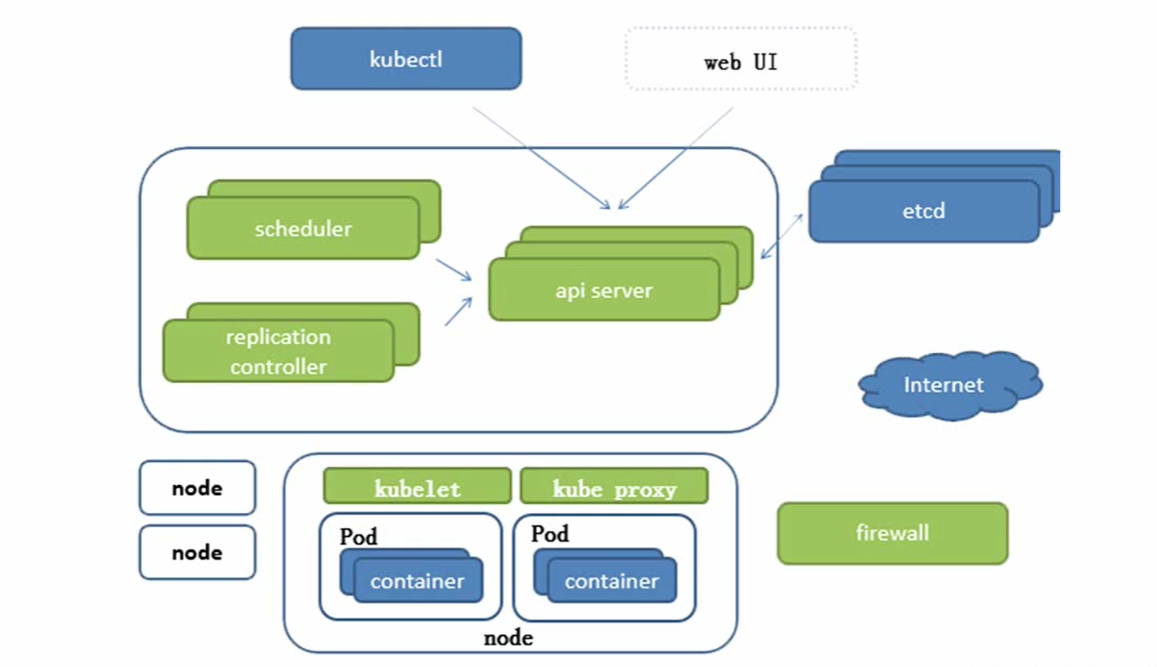 kubectl
web UI
scheduler
etcd
api server
replication
controller
Internet
node
node
kubelet
kube proxy
Pod
container
Pod
container
node
firewall